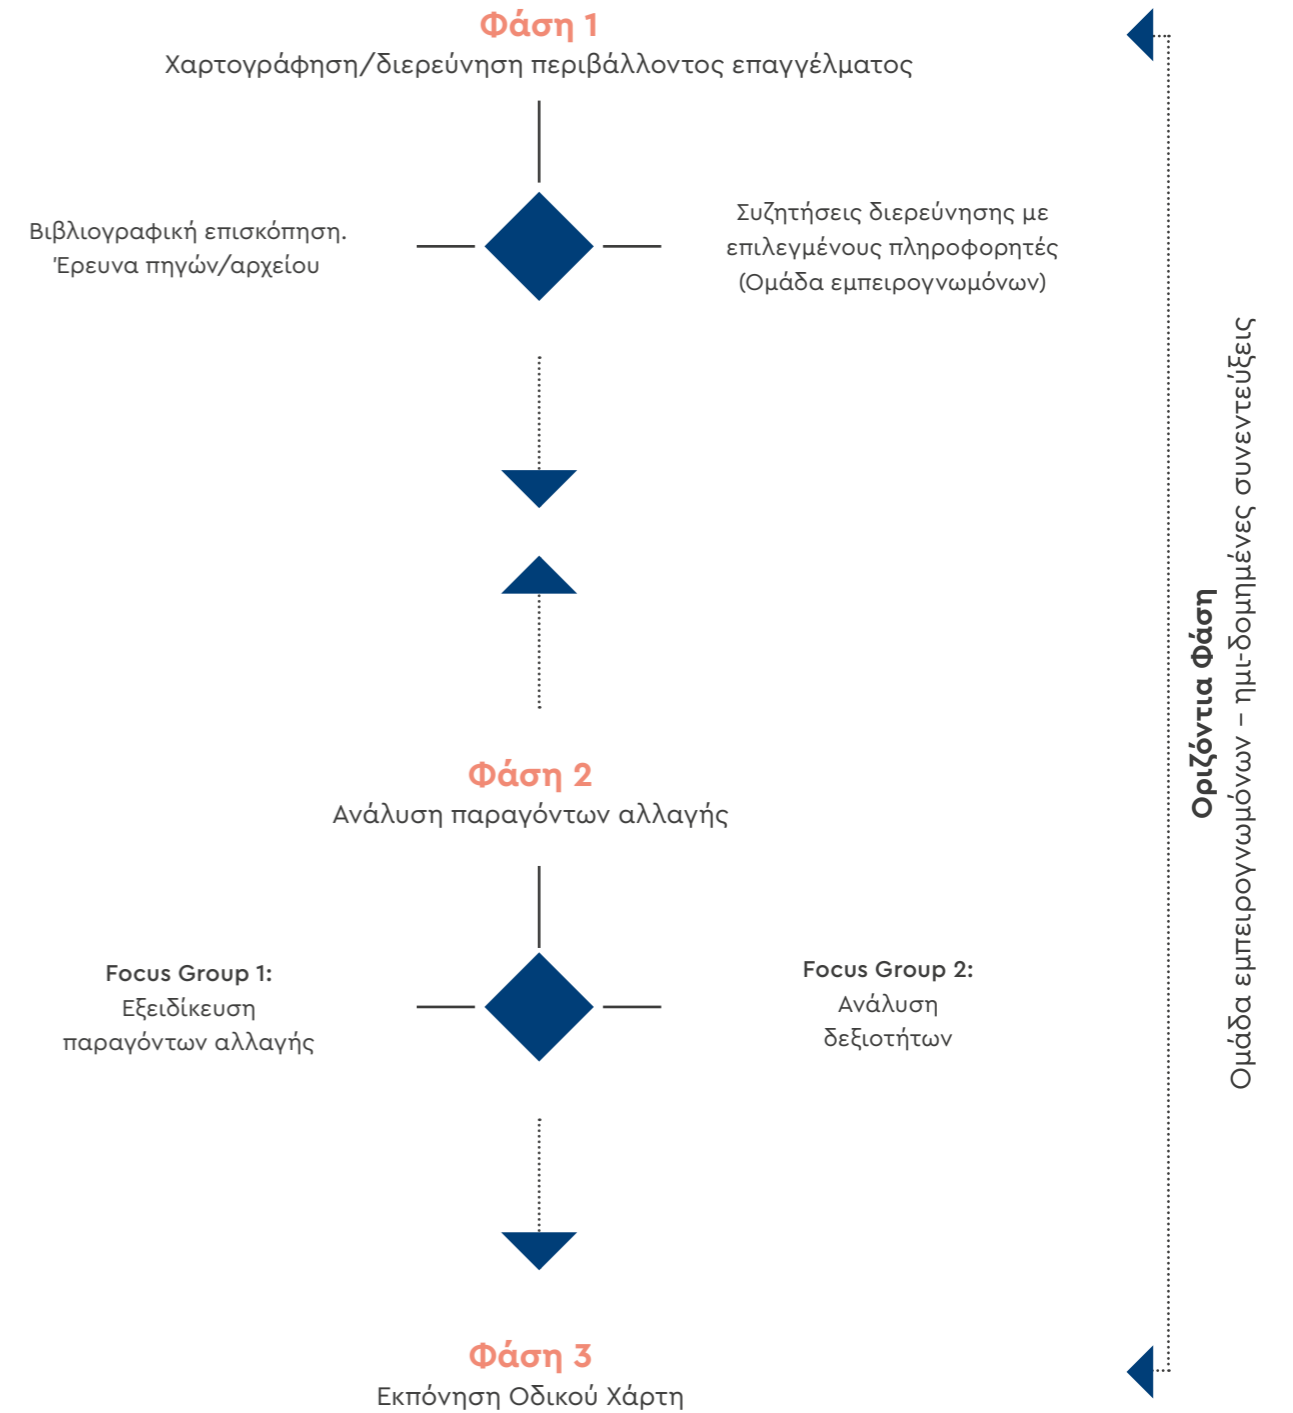 Φάση 1
Χαρτογράφηση/διερεύνηση περιβάλλοντος επαγγέλματος
Βιβλιογραφική επισκόπηση.
Έρευνα πηγών/αρχείου
Συζητήσεις διερεύνησης με
επιλεγμένους πληροφορητές
(Ομάδα εμπειρογνωμόνων)
Φάση 2
Ανάλυση παραγόντων αλλαγής
Focus Group 1:
Εξειδίκευση
παραγόντων αλλαγής
Focus Group 2:
Ανάλυση
δεξιοτήτων
Φάση 3
Εκπόνηση Οδικού Χάρτη
Οριζόντια Φάση
Ομάδα εμπειρογνωμόνων – ημι-δομημένες συνεντεύξεις